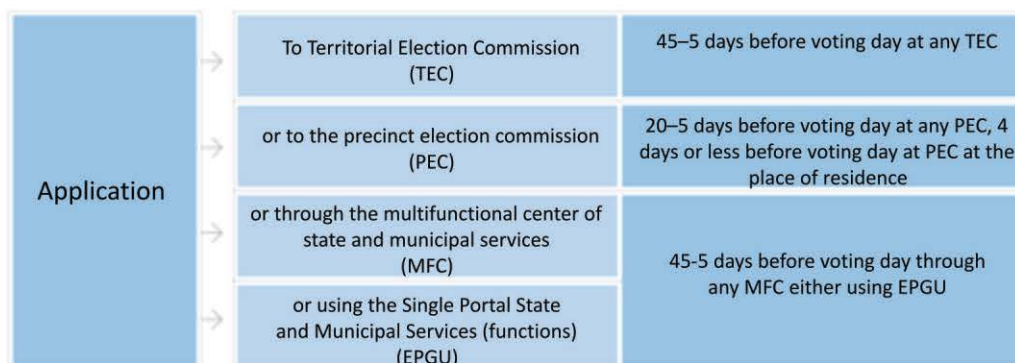 Application
To Territorial Election Commission
(TEC)
45–5 days before voting day at any TEC
or to the precinct election commission
(PEC)
20–5 days before voting day at any PEC, 4
days or less before voting day at PEC at the
place of residence
or through the multifunctional center of
state and municipal services
(MFC)
or using the Single Portal State
and Municipal Services (functions)
(EPGU)
45-5 days before voting day through
any MFC either using EPGU